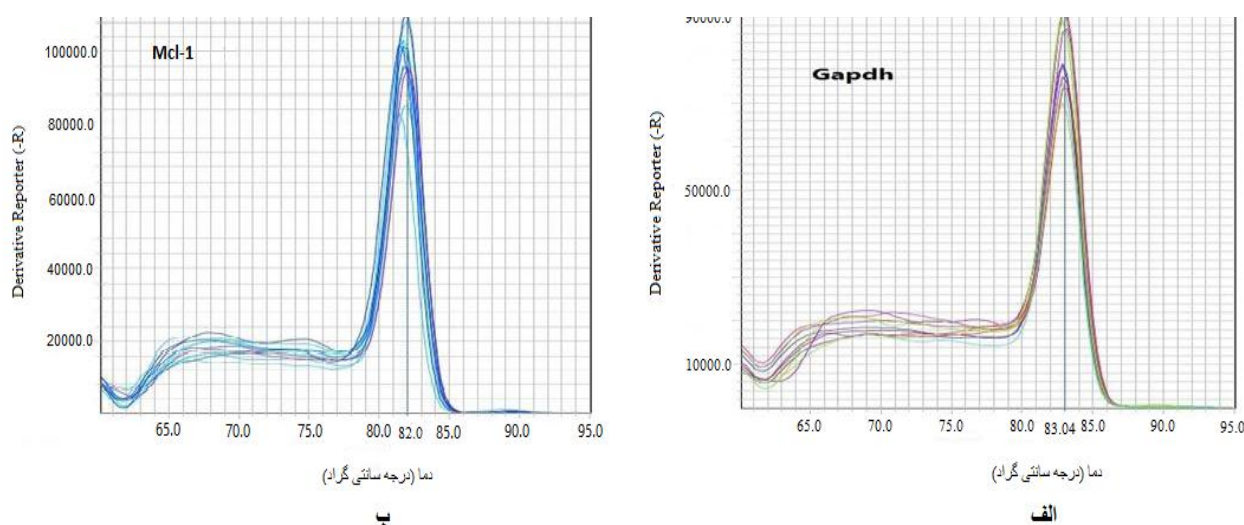 Mcl-1
Derivative Reporter (-R)
100000.0
80000.0
60000.0
40000.0
20000.0
65.0 70.0 75.0 80.0 82.0 85.0 90.0 95.0
دما (درجه سانتی گراد)
ب
Gapdh
Derivative Reporter (-R)
90000.0
50000.0
10000.0
65.0 70.0 75.0 80.0 83.04 85.0 90.0 95.0
دما (درجه سانتی گراد)
الف